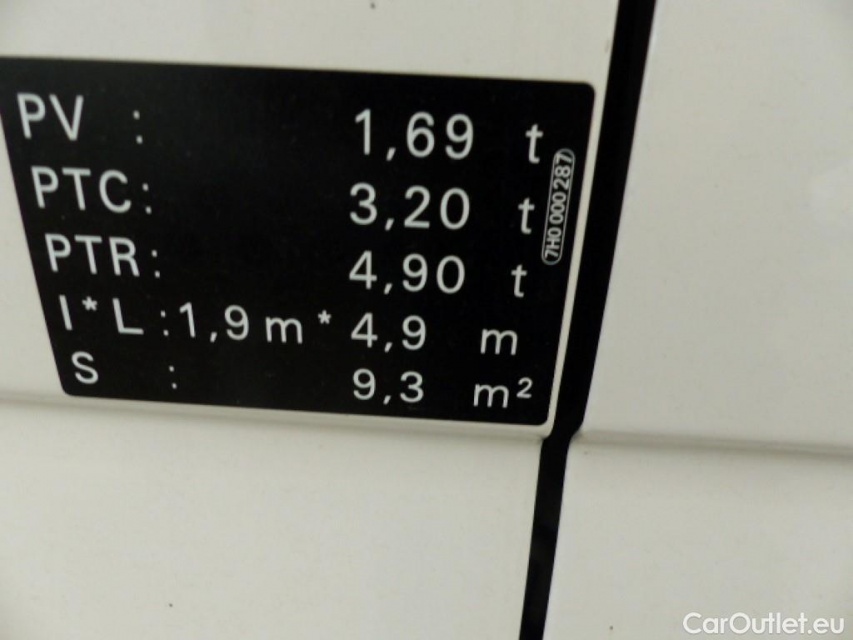 PV : 1,69 t
PTC: 3,20 t
PTR: 4,90 t
l*L :1,9 m * 4,9 m
S : 9,3 m²
7H0 000 287
CarOutlet.eu